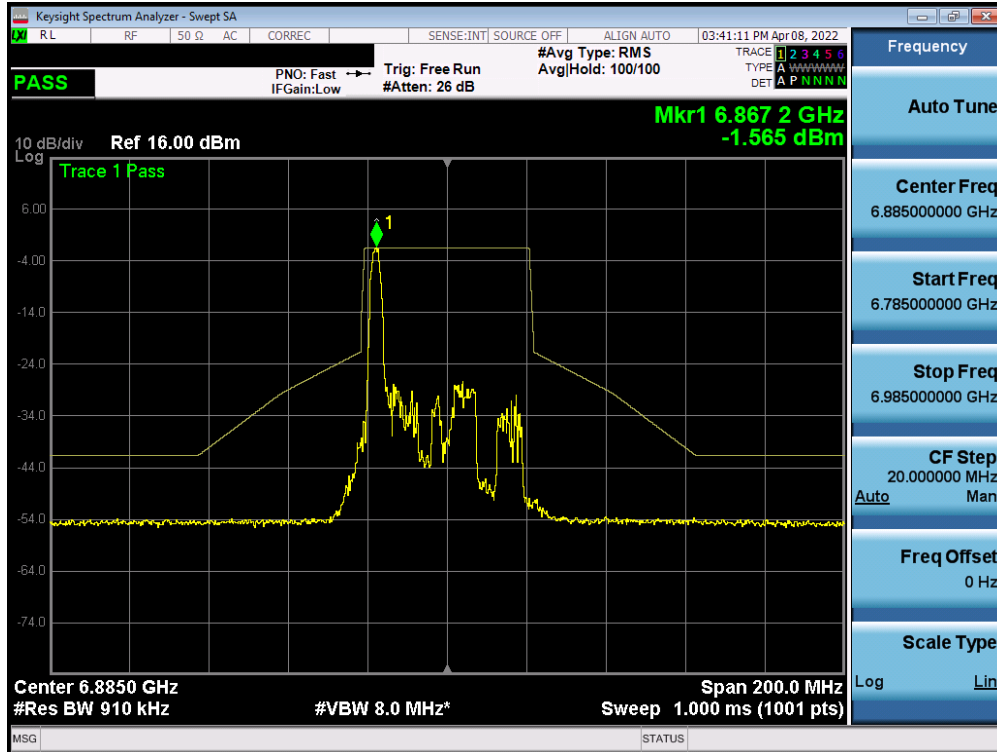 Keysight Spectrum Analyzer - Swept SA
LXI RL RF 50 Ω AC CORREC SENSE:INT SOURCE OFF ALIGN AUTO 03:41:11 PM Apr 08, 2022
PASS
PNO: Fast
IFGain:Low
Trig: Free Run
#Atten: 26 dB
#Avg Type: RMS
Avg|Hold: 100/100
TRACE 1 2 3 4 5 6
TYPE A WWWWW
DET A P N N N N
Mkr1 6.867 2 GHz
-1.565 dBm
10 dB/div Ref 16.00 dBm
Log
Trace 1 Pass
1
6.00
-4.00
-14.0
-24.0
-34.0
-44.0
-54.0
-64.0
-74.0
Center 6.8850 GHz Span 200.0 MHz
#Res BW 910 kHz #VBW 8.0 MHz* Sweep 1.000 ms (1001 pts)
MSG STATUS
Frequency
Auto Tune
Center Freq
6.885000000 GHz
Start Freq
6.785000000 GHz
Stop Freq
6.985000000 GHz
CF Step
20.000000 MHz
Auto Man
Freq Offset
0 Hz
Scale Type
Log Lin